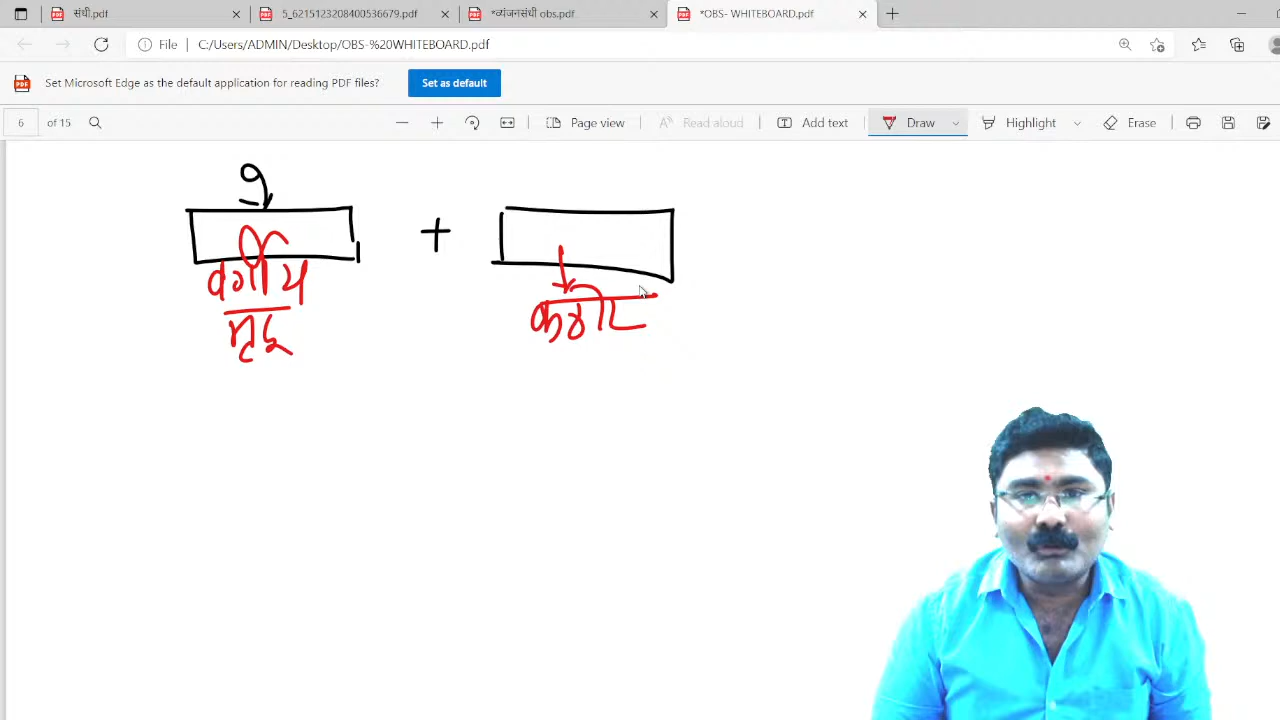 संधी.pdf
5_6215123208400536679.pdf
*व्यंजनसंधी obs.pdf
*OBS- WHITEBOARD.pdf
File C:/Users/ADMIN/Desktop/OBS-%20WHITEBOARD.pdf
Set Microsoft Edge as the default application for reading PDF files? Set as default
6 of 15 Page view Read aloud Add text Draw Highlight Erase
+
वर्गीय
मृदू
कठोर